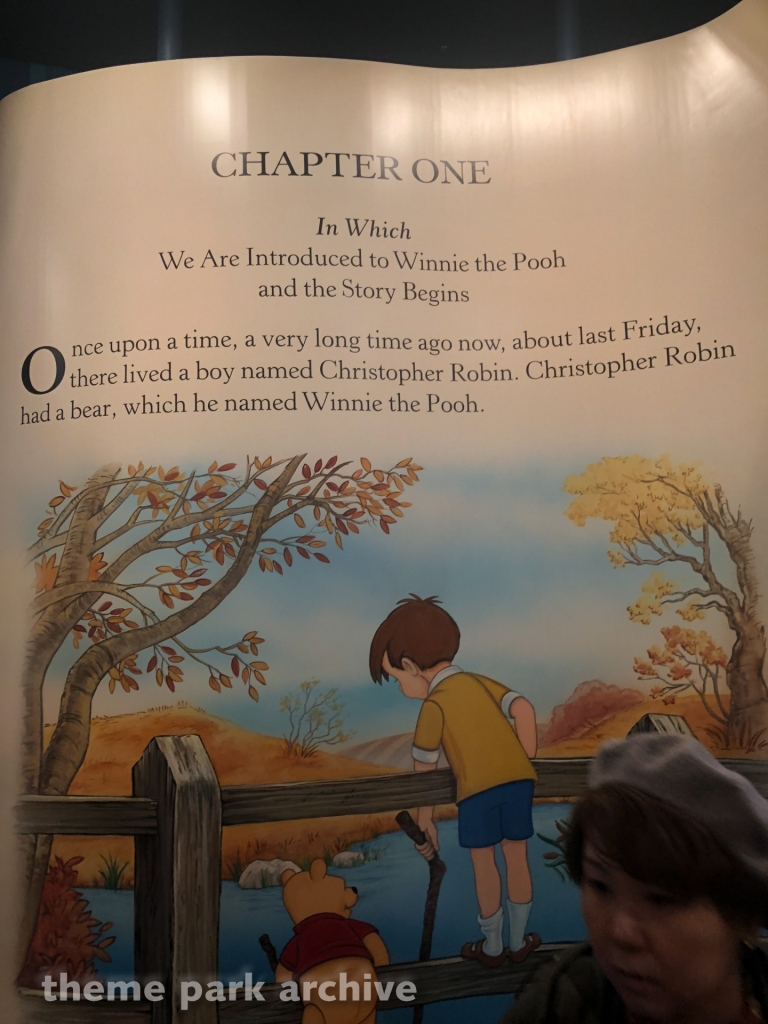 CHAPTER ONE
In Which
We Are Introduced to Winnie the Pooh
and the Story Begins
Once upon a time, a very long time ago now, about last Friday,
there lived a boy named Christopher Robin. Christopher Robin
had a bear, which he named Winnie the Pooh.
theme park archive